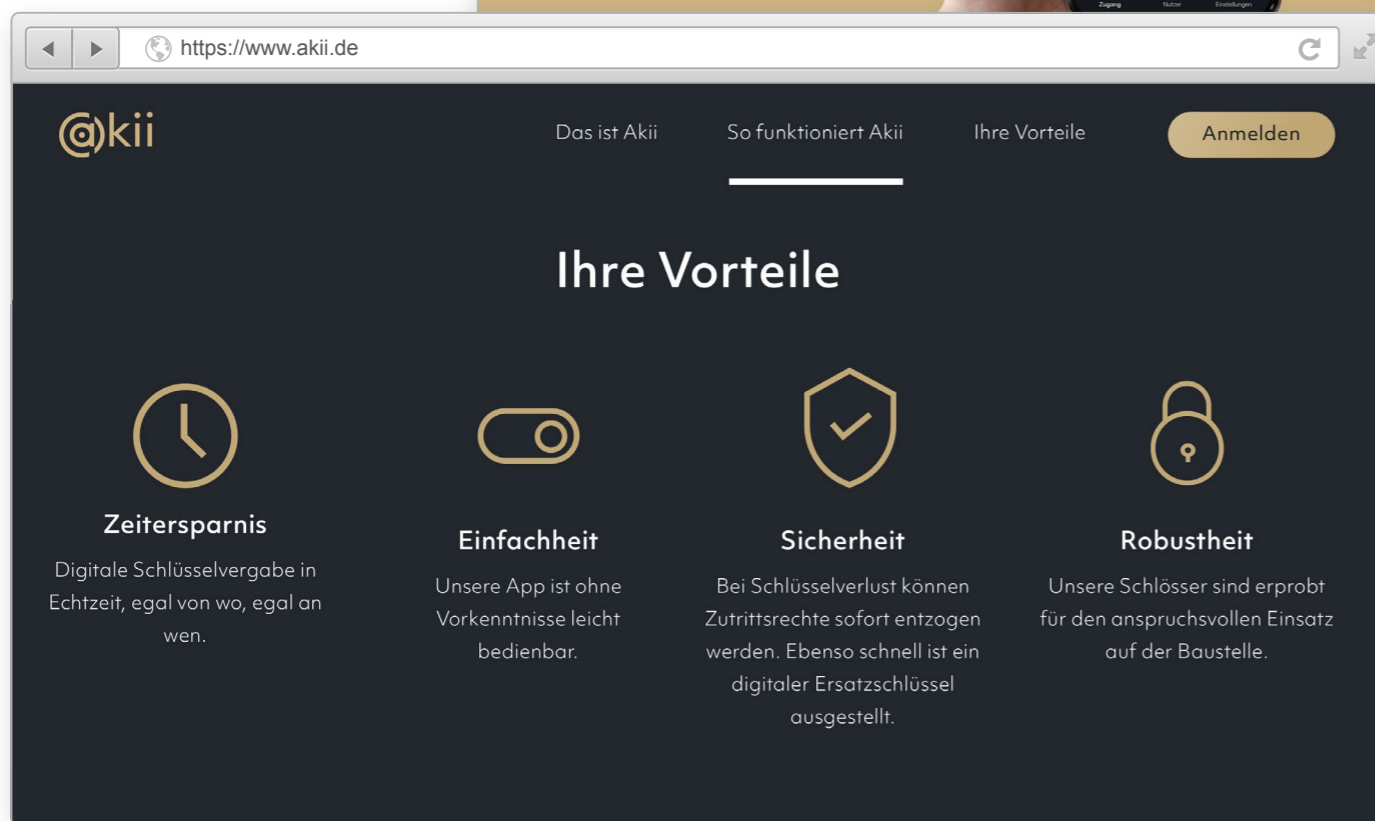 Zugang Nutzer Einstellungen
https://www.akii.de
@kii
Das ist Akii So funktioniert Akii Ihre Vorteile Anmelden
Ihre Vorteile
Zeitersparnis
Digitale Schlüsselvergabe in
Echtzeit, egal von wo, egal an
wen.
Einfachheit
Unsere App ist ohne
Vorkenntnisse leicht
bedienbar.
Sicherheit
Bei Schlüsselverlust können
Zutrittsrechte sofort entzogen
werden. Ebenso schnell ist ein
digitaler Ersatzschlüssel
ausgestellt.
Robustheit
Unsere Schlösser sind erprobt
für den anspruchsvollen Einsatz
auf der Baustelle.